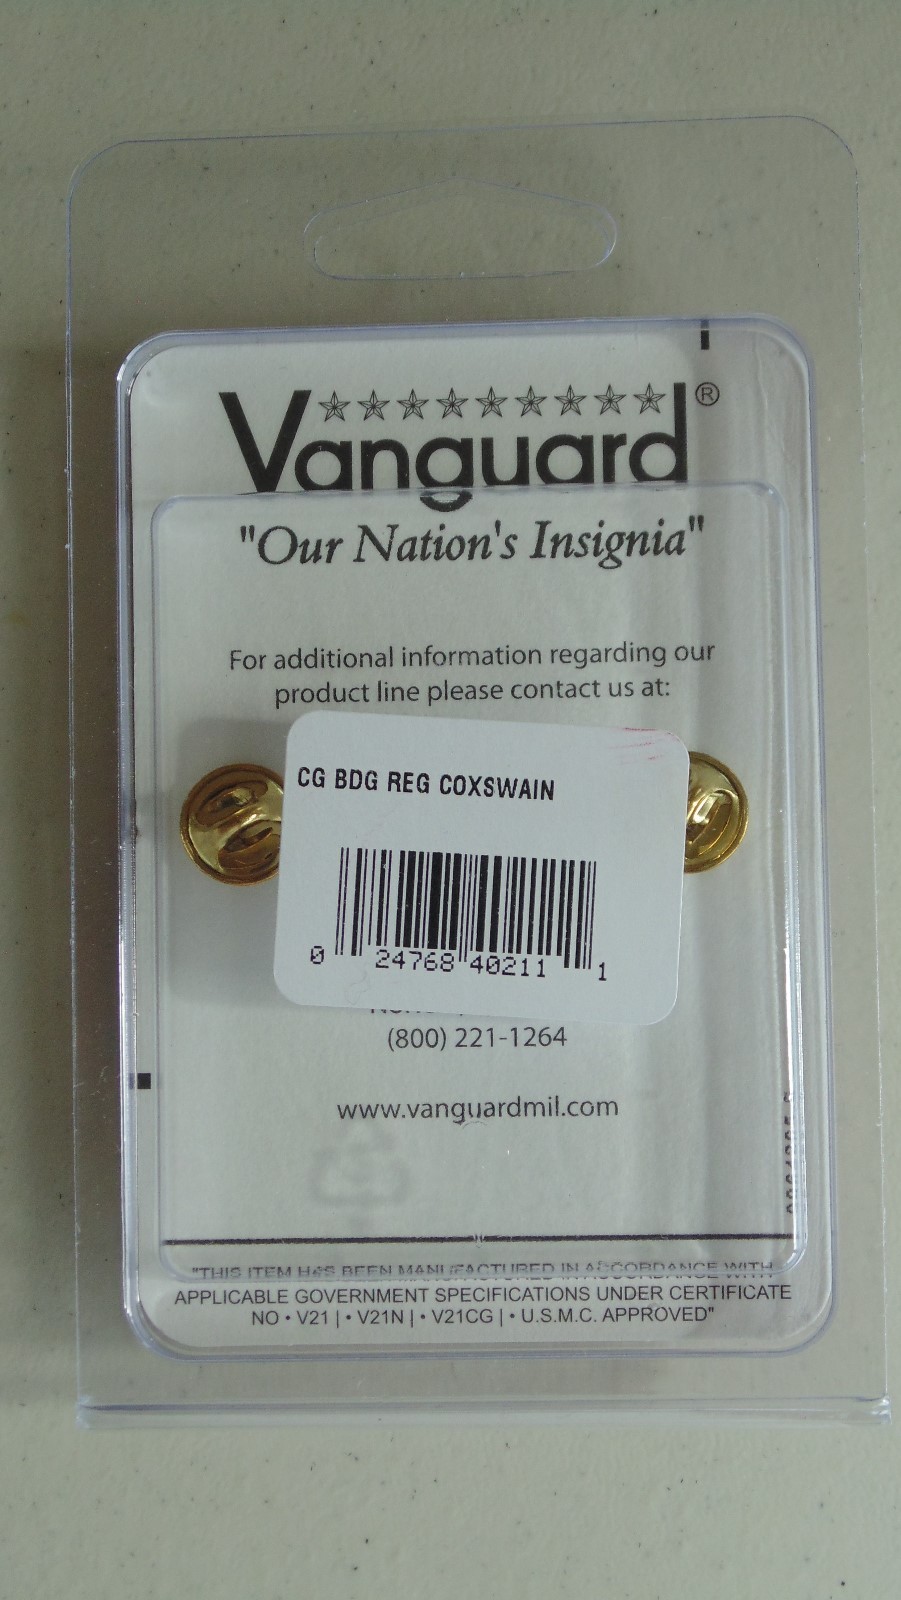 Vanguard®
"Our Nation's Insignia"
For additional information regarding our
product line please contact us at:
CG BDG REG COXSWAIN
0 24768 40211 1
(800) 221-1264
www.vanguardmil.com
"THIS ITEM HAS BEEN MANUFACTURED IN ACCORDANCE WITH
APPLICABLE GOVERNMENT SPECIFICATIONS UNDER CERTIFICATE
NO • V21 | • V21N | • V21CG | • U.S.M.C. APPROVED"